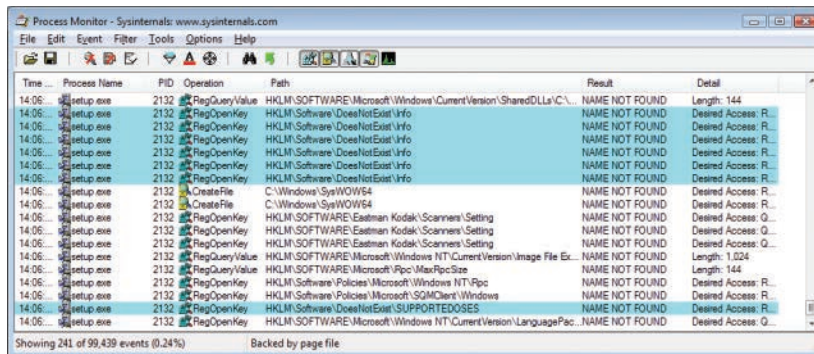 Process Monitor - Sysinternals: www.sysinternals.com
File Edit Event Filter Tools Options Help
Time ... Process Name PID Operation Path Result Detail
14:06:... setup.exe 2132 RegQueryValue HKLM\SOFTWARE\Microsoft\Windows\CurrentVersion\SharedDLLs\C:\... NAME NOT FOUND Length: 144
14:06:... setup.exe 2132 RegOpenKey HKLM\Software\DoesNotExist\Info NAME NOT FOUND Desired Access: R...
14:06:... setup.exe 2132 RegOpenKey HKLM\Software\DoesNotExist\Info NAME NOT FOUND Desired Access: R...
14:06:... setup.exe 2132 RegOpenKey HKLM\Software\DoesNotExist\Info NAME NOT FOUND Desired Access: R...
14:06:... setup.exe 2132 RegOpenKey HKLM\Software\DoesNotExist\Info NAME NOT FOUND Desired Access: R...
14:06:... setup.exe 2132 RegOpenKey HKLM\Software\DoesNotExist\Info NAME NOT FOUND Desired Access: R...
14:06:... setup.exe 2132 RegOpenKey HKLM\Software\DoesNotExist\Info NAME NOT FOUND Desired Access: R...
14:06:... setup.exe 2132 CreateFile C:\Windows\SysWOW64 NAME NOT FOUND Desired Access: R...
14:06:... setup.exe 2132 CreateFile C:\Windows\SysWOW64 NAME NOT FOUND Desired Access: R...
14:06:... setup.exe 2132 RegOpenKey HKLM\SOFTWARE\Eastman Kodak\Scanners\Setting NAME NOT FOUND Desired Access: Q...
14:06:... setup.exe 2132 RegOpenKey HKLM\SOFTWARE\Eastman Kodak\Scanners\Setting NAME NOT FOUND Desired Access: Q...
14:06:... setup.exe 2132 RegOpenKey HKLM\SOFTWARE\Eastman Kodak\Scanners\Setting NAME NOT FOUND Desired Access: Q...
14:06:... setup.exe 2132 RegQueryValue HKLM\SOFTWARE\Microsoft\Windows NT\CurrentVersion\Image File Ex... NAME NOT FOUND Length: 1,024
14:06:... setup.exe 2132 RegQueryValue HKLM\SOFTWARE\Microsoft\Rpc\MaxRpcSize NAME NOT FOUND Length: 144
14:06:... setup.exe 2132 RegOpenKey HKLM\Software\Policies\Microsoft\Windows NT\Rpc NAME NOT FOUND Desired Access: R...
14:06:... setup.exe 2132 RegOpenKey HKLM\Software\Policies\Microsoft\SQMClient\Windows NAME NOT FOUND Desired Access: R...
14:06:... setup.exe 2132 RegOpenKey HKLM\Software\DoesNotExist\SUPPORTEDOSES NAME NOT FOUND Desired Access: R...
14:06:... setup.exe 2132 RegOpenKey HKLM\SOFTWARE\Microsoft\Windows NT\CurrentVersion\LanguagePac... NAME NOT FOUND Desired Access: Q...
Showing 241 of 99,439 events (0.24%) Backed by page file